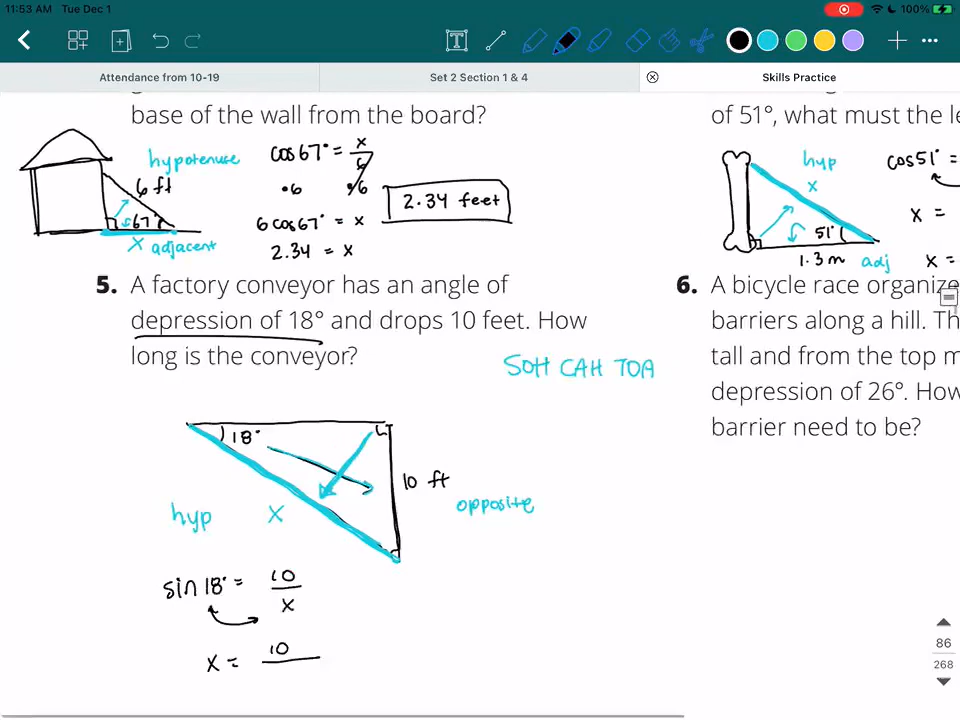 11:53 AM Tue Dec 1
100%
Attendance from 10-19
Set 2 Section 1 & 4
Skills Practice
base of the wall from the board?
hypotenuse
6 ft
67°
x adjacent
cos 67° = x
6
•6 •6
6 cos 67° = x
2.34 = x
2.34 feet
of 51°, what must the le
hyp
x
51°
1.3 m adj
cos 51° =
x =
x =
5. A factory conveyor has an angle of
depression of 18° and drops 10 feet. How
long is the conveyor?
SOH CAH TOA
18°
10 ft
opposite
hyp x
sin 18° = 10
x
x = 10
6. A bicycle race organize
barriers along a hill. Th
tall and from the top m
depression of 26°. How
barrier need to be?
86
268